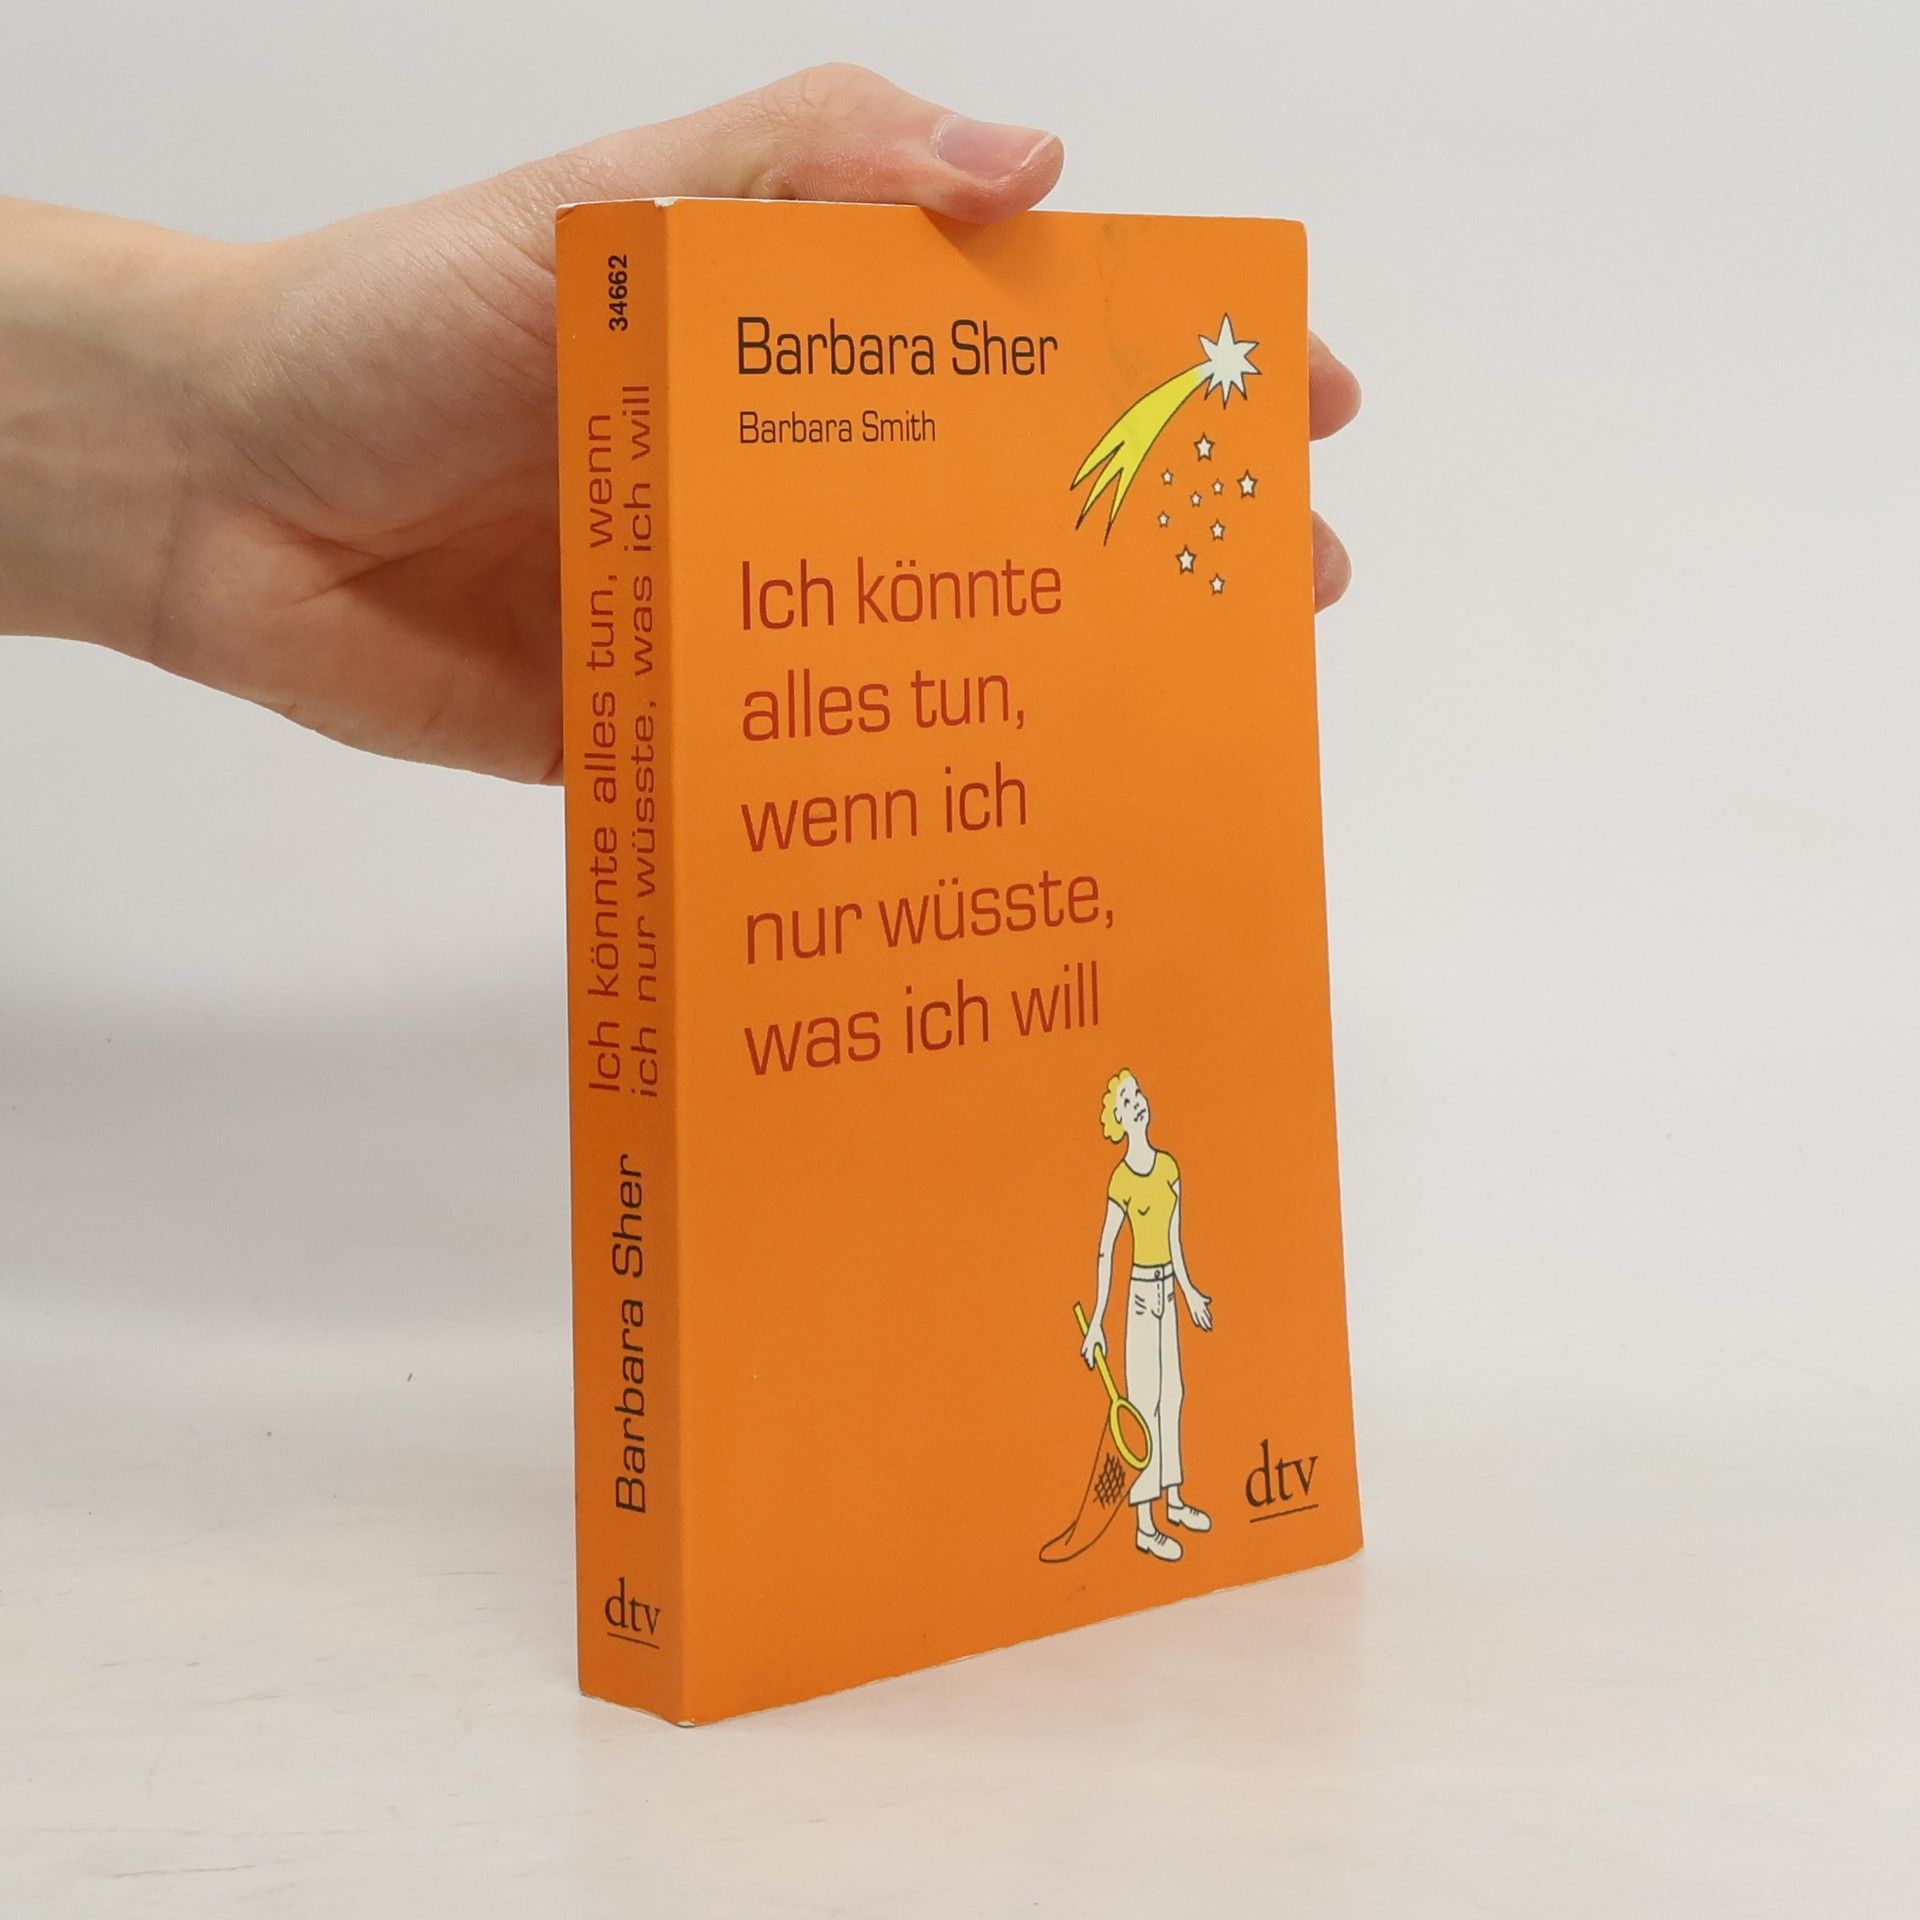 Barbara Sher
Barbara Smith
Ich könnte
alles tun,
wenn ich
nur wüsste,
was ich will
dtv
34662
Ich könnte alles tun, wenn
ich nur wüsste, was ich will
Barbara Sher
dtv